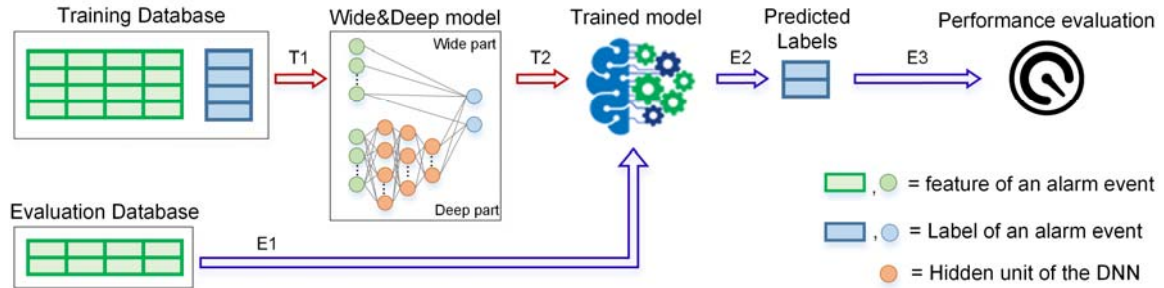 Training Database
T1
Wide&Deep model
Wide part
Deep part
T2
Trained model
E2
Predicted
Labels
E3
Performance evaluation
Evaluation Database
E1
, = feature of an alarm event
, = Label of an alarm event
= Hidden unit of the DNN